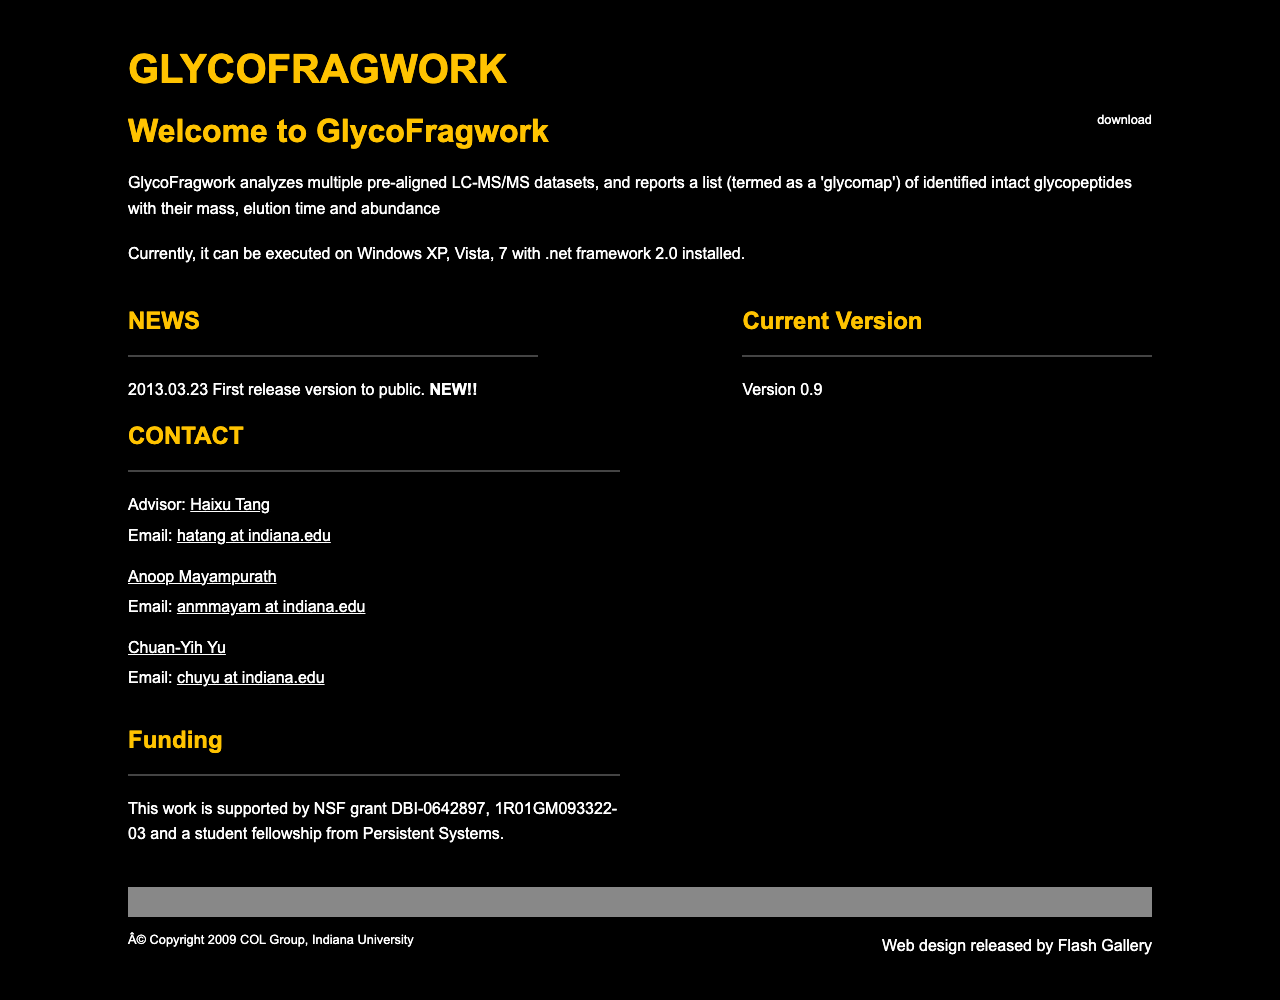 GLYCOFRAGWORK
download
Welcome to GlycoFragwork
GlycoFragwork analyzes multiple pre-aligned LC-MS/MS datasets, and reports a list (termed as a 'glycomap') of identified intact glycopeptides
with their mass, elution time and abundance
Currently, it can be executed on Windows XP, Vista, 7 with .net framework 2.0 installed.
NEWS
2013.03.23 First release version to public. NEW!!
Current Version
Version 0.9
CONTACT
Advisor: Haixu Tang
Email: hatang at indiana.edu
Anoop Mayampurath
Email: anmmayam at indiana.edu
Chuan-Yih Yu
Email: chuyu at indiana.edu
Funding
This work is supported by NSF grant DBI-0642897, 1R01GM093322-
03 and a student fellowship from Persistent Systems.
Â© Copyright 2009 COL Group, Indiana University
Web design released by Flash Gallery